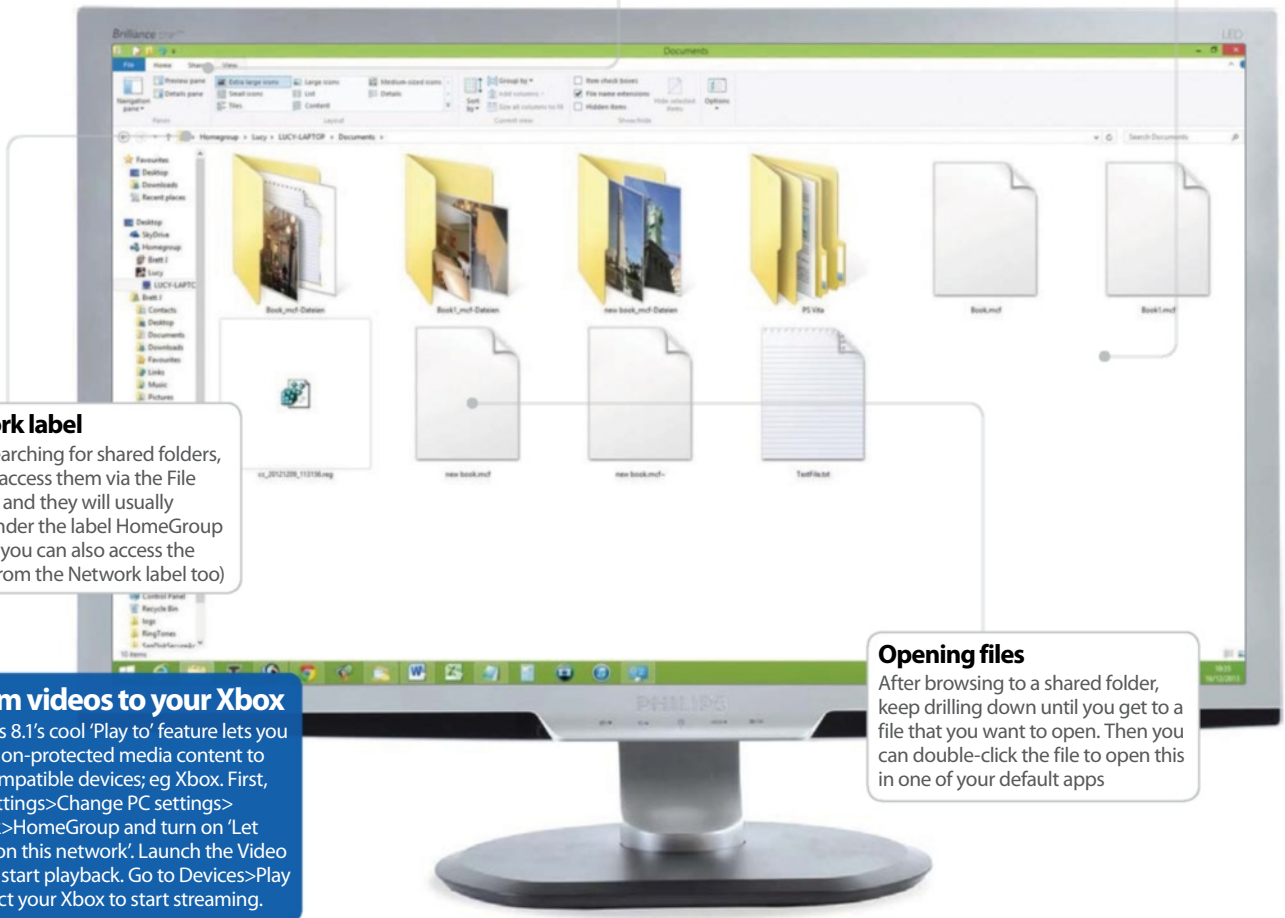 Brilliance
LED
Documents
File Home Share View
Preview pane
Details pane
Navigation
pane
Panes
Extra large icons Large icons Medium-sized icons
Small icons List Details
Tiles Content
Layout
Sort
by
Group by
Add columns
Size all columns to fit
Current view
Item check boxes
File name extensions
Hidden items
Hide selected
items
Show/hide
Options
Homegroup Lucy LUCY-LAPTOP Documents
Search Documents
Favourites
Desktop
Downloads
Recent places
Desktop
SkyDrive
Homegroup
Brett J
Lucy
LUCY-LAPTC
Brett J
Contacts
Desktop
Documents
Downloads
Favourites
Links
Music
Pictures
Book_mcf-Dateien
Book1_mcf-Dateien
new book_mcf-Dateien
PS Vita
Book.mcf
Book1.mcf
cc_20121209_113156.reg
new book.mcf
new book.mcf~
TextFile.txt
rk label
arching for shared folders,
access them via the File
and they will usually
nder the label HomeGroup
you can also access the
rom the Network label too)
Control Panel
Recycle Bin
logs
RingTones
10 items
18:35
16/12/2013
PHILIPS
Opening files
After browsing to a shared folder,
keep drilling down until you get to a
file that you want to open. Then you
can double-click the file to open this
in one of your default apps
m videos to your Xbox
s 8.1's cool 'Play to' feature lets you
on-protected media content to
mpatible devices; eg Xbox. First,
ttings>Change PC settings>
>HomeGroup and turn on 'Let
on this network'. Launch the Video
start playback. Go to Devices>Play
ct your Xbox to start streaming.